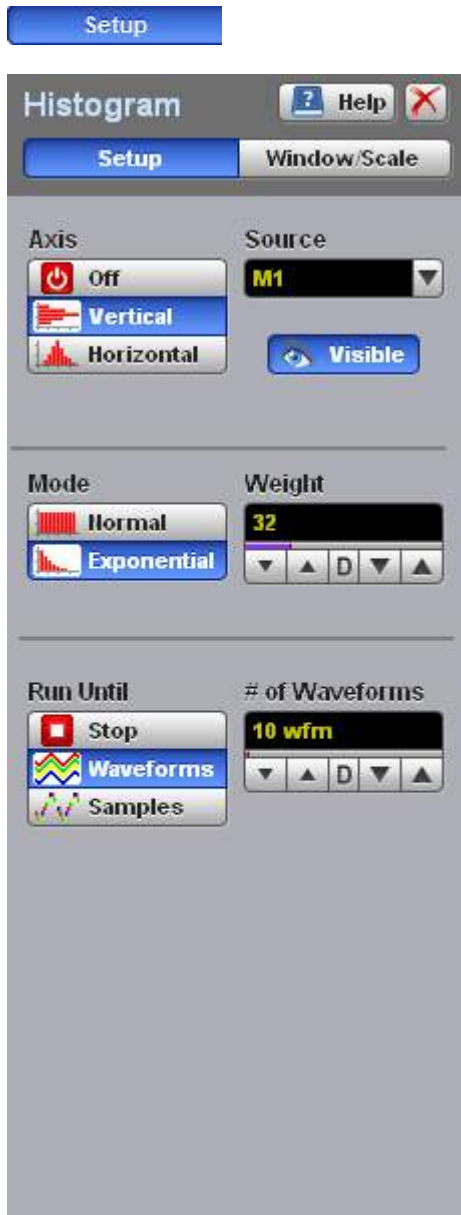 Setup
Histogram ? Help
Setup Window/Scale
Axis Source
Off M1
Vertical
Horizontal Visible
Mode Weight
Normal 32
Exponential D
Run Until # of Waveforms
Stop 10 wfm
Waveforms D
Samples